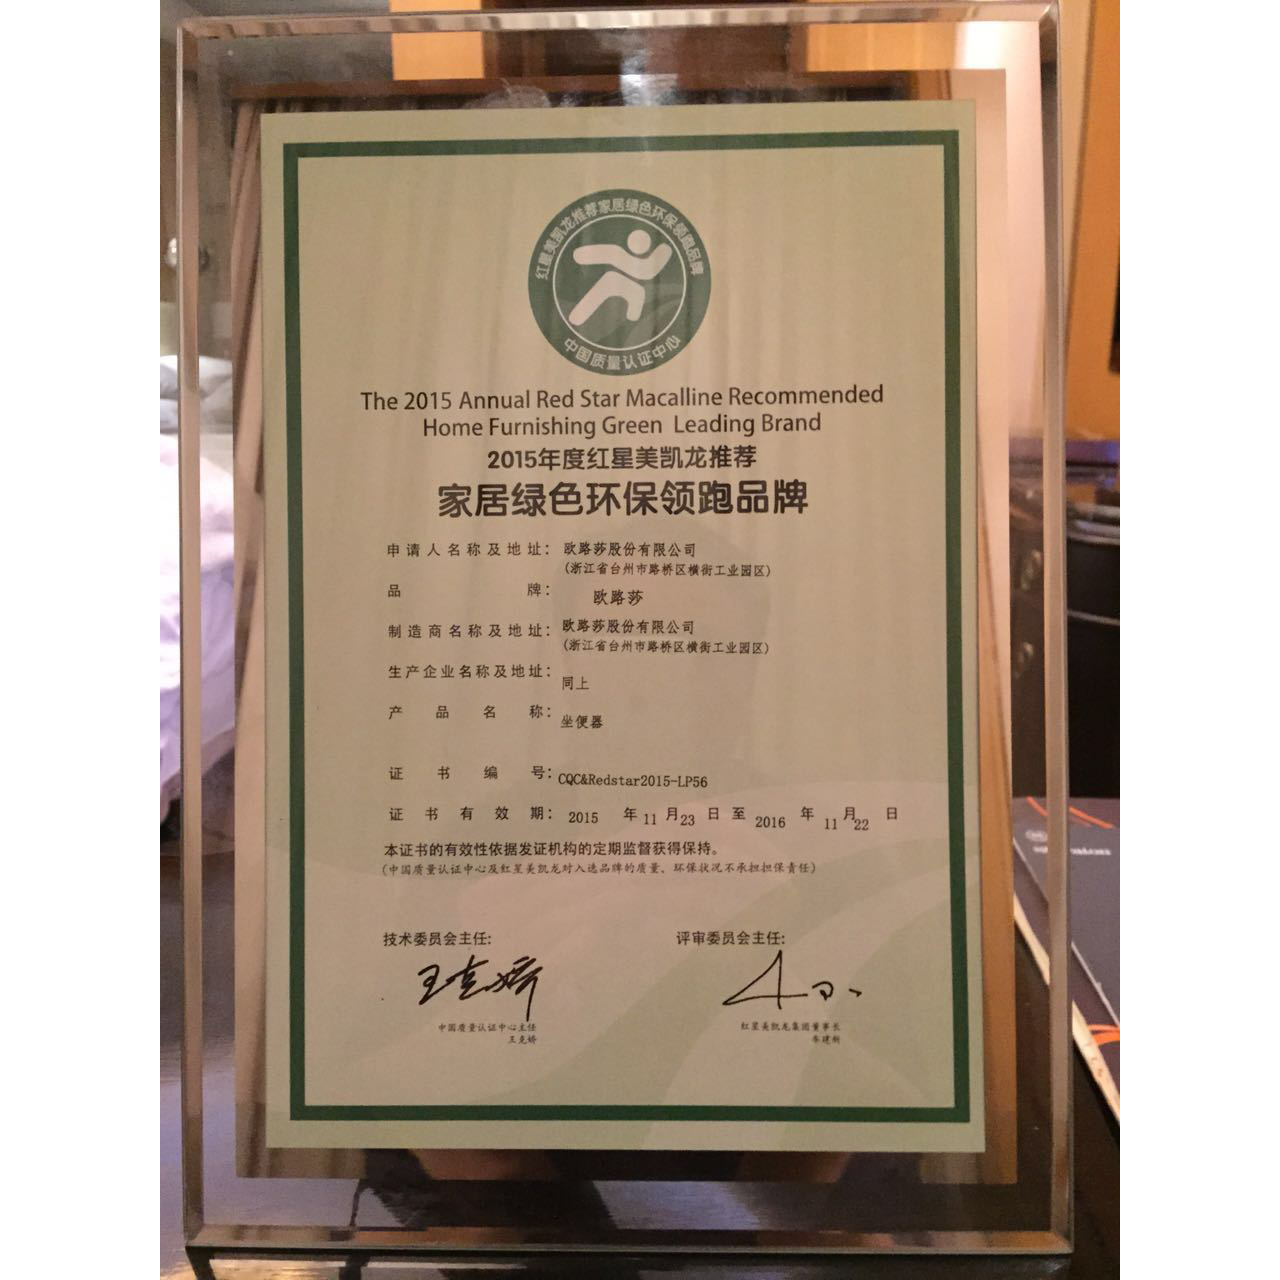 红星美凯龙推荐家居绿色环保领跑品牌
中国质量认证中心
The 2015 Annual Red Star Macalline Recommended
Home Furnishing Green Leading Brand
2015年度红星美凯龙推荐
家居绿色环保领跑品牌
申请人名称及地址：欧路莎股份有限公司
(浙江省台州市路桥区横街工业园区)
品牌：欧路莎
制造商名称及地址：欧路莎股份有限公司
(浙江省台州市路桥区横街工业园区)
生产企业名称及地址：同上
产品名称：坐便器
证书编号：CQC&Redstar2015-LP56
证书有效期：2015 年 11 月 23 日 至 2016 年 11 月 22 日
本证书的有效性依据发证机构的定期监督获得保持。
(中国质量认证中心及红星美凯龙对入选品牌的质量、环保状况不承担担保责任)
技术委员会主任: 评审委员会主任:
王克娇
中国质量认证中心主任 红星美凯龙集团董事长
王克娇 车建新